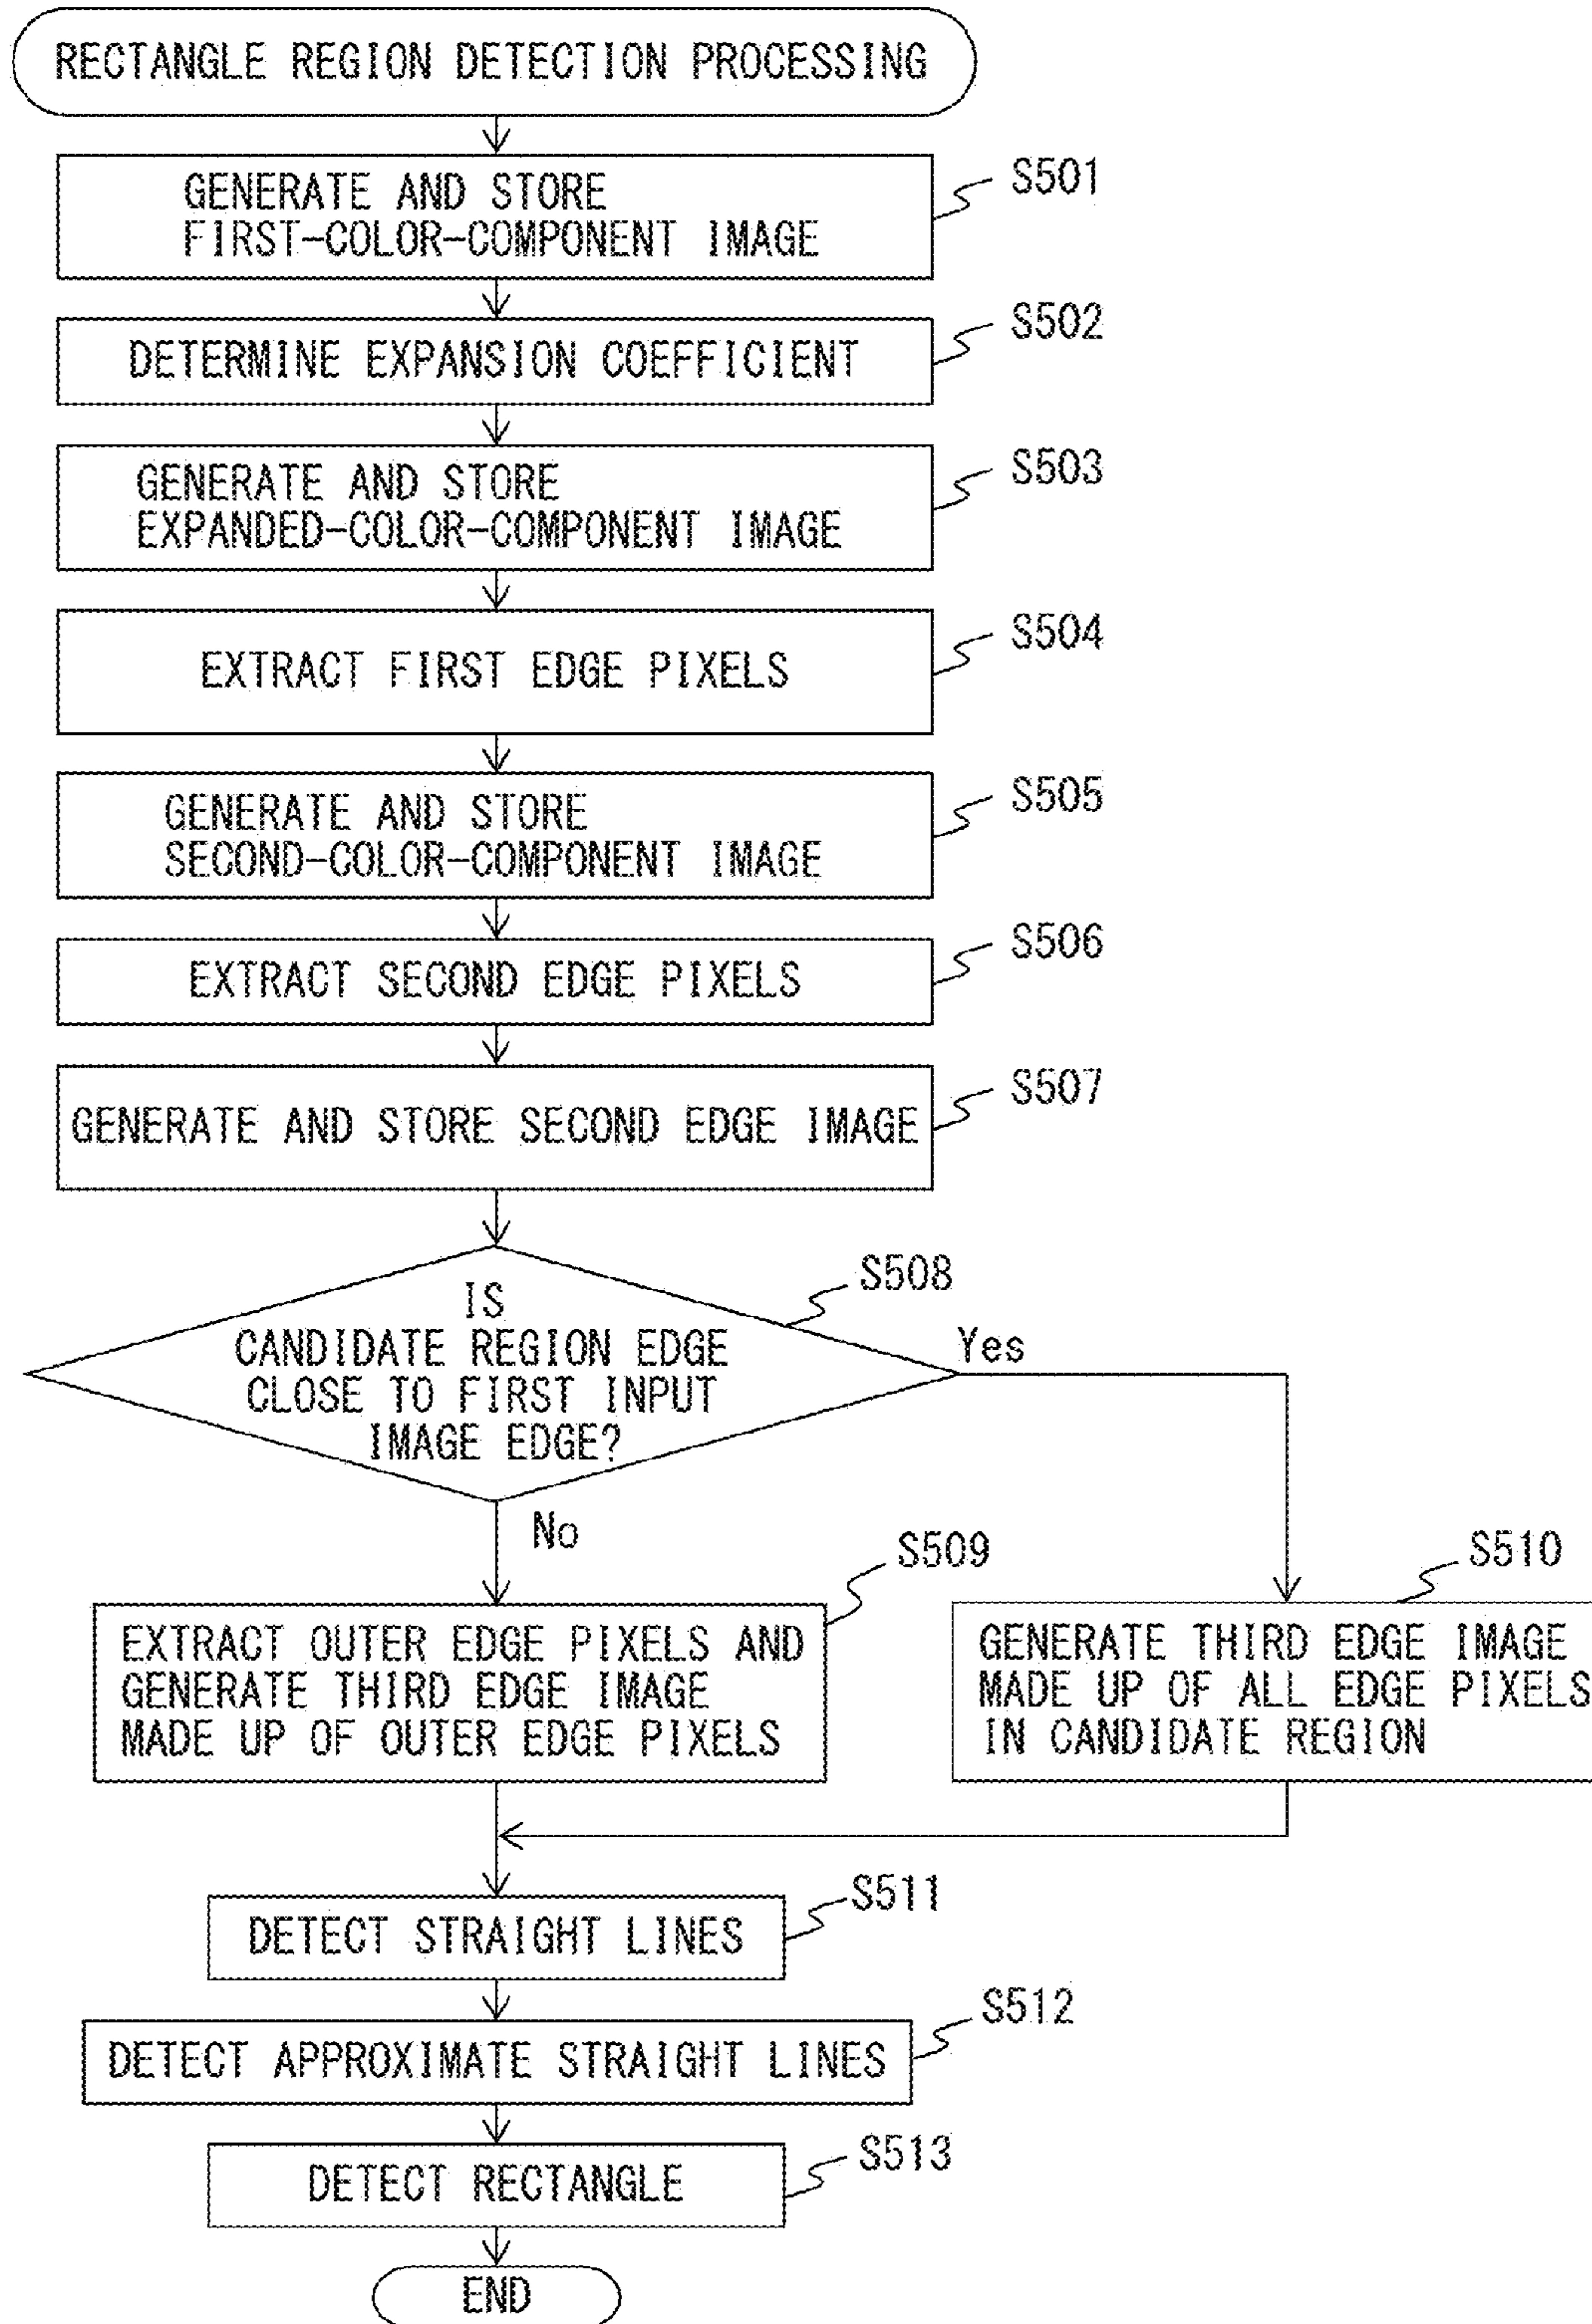 RECTANGLE REGION DETECTION PROCESSING
GENERATE AND STORE
FIRST-COLOR-COMPONENT IMAGE
S501
DETERMINE EXPANSION COEFFICIENT
S502
GENERATE AND STORE
EXPANDED-COLOR-COMPONENT IMAGE
S503
EXTRACT FIRST EDGE PIXELS
S504
GENERATE AND STORE
SECOND-COLOR-COMPONENT IMAGE
S505
EXTRACT SECOND EDGE PIXELS
S506
GENERATE AND STORE SECOND EDGE IMAGE
S507
IS
CANDIDATE REGION EDGE
CLOSE TO FIRST INPUT
IMAGE EDGE?
S508
Yes
No
EXTRACT OUTER EDGE PIXELS AND
GENERATE THIRD EDGE IMAGE
MADE UP OF OUTER EDGE PIXELS
S509
GENERATE THIRD EDGE IMAGE
MADE UP OF ALL EDGE PIXELS
IN CANDIDATE REGION
S510
DETECT STRAIGHT LINES
S511
DETECT APPROXIMATE STRAIGHT LINES
S512
DETECT RECTANGLE
S513
END